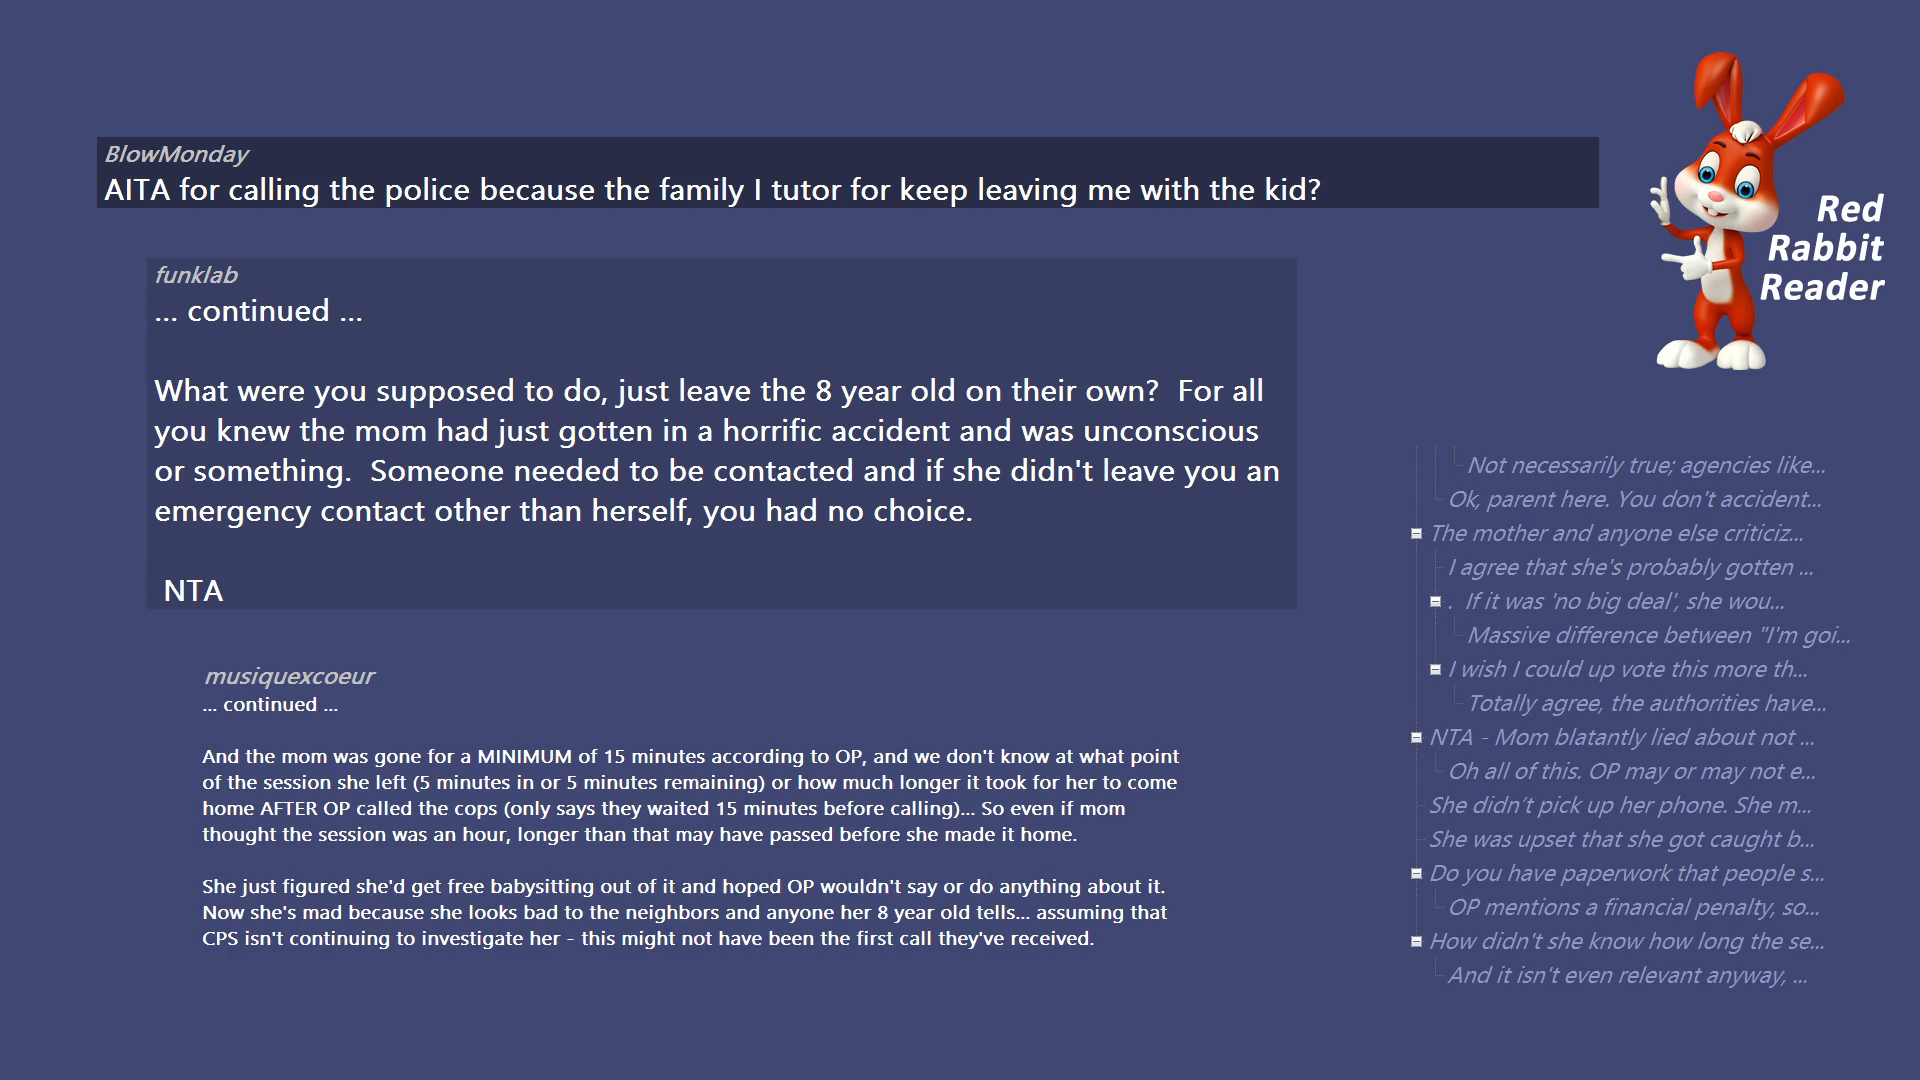 BlowMonday
AITA for calling the police because the family I tutor for keep leaving me with the kid?
funklab
... continued ...
What were you supposed to do, just leave the 8 year old on their own?  For all
you knew the mom had just gotten in a horrific accident and was unconscious
or something.  Someone needed to be contacted and if she didn't leave you an
emergency contact other than herself, you had no choice.
NTA
musiquexcoeur
... continued ...
And the mom was gone for a MINIMUM of 15 minutes according to OP, and we don't know at what point
of the session she left (5 minutes in or 5 minutes remaining) or how much longer it took for her to come
home AFTER OP called the cops (only says they waited 15 minutes before calling)... So even if mom
thought the session was an hour, longer than that may have passed before she made it home.
She just figured she'd get free babysitting out of it and hoped OP wouldn't say or do anything about it.
Now she's mad because she looks bad to the neighbors and anyone her 8 year old tells... assuming that
CPS isn't continuing to investigate her - this might not have been the first call they've received.
Red
Rabbit
Reader
Not necessarily true; agencies like...
Ok, parent here. You don't accident...
The mother and anyone else criticiz...
I agree that she's probably gotten ...
.  If it was 'no big deal', she wou...
Massive difference between "I'm goi...
I wish I could up vote this more th...
Totally agree, the authorities have...
NTA - Mom blatantly lied about not ...
Oh all of this. OP may or may not e...
She didn’t pick up her phone. She m...
She was upset that she got caught b...
Do you have paperwork that people s...
OP mentions a financial penalty, so...
How didn't she know how long the se...
And it isn't even relevant anyway, ...